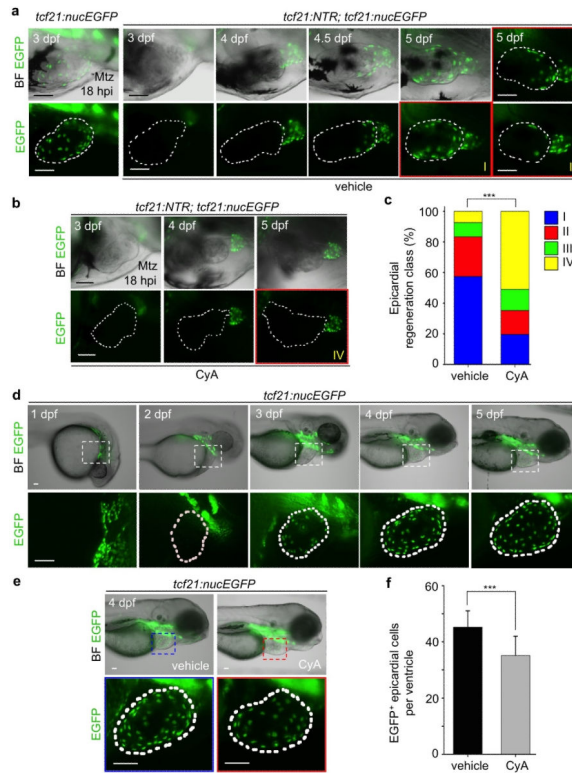 a
tcf21:nucEGFP
tcf21:NTR; tcf21:nucEGFP
BF EGFP
3 dpf
Mtz
18 hpi
3 dpf
4 dpf
4.5 dpf
5 dpf
5 dpf
EGFP
I
vehicle
b
tcf21:NTR; tcf21:nucEGFP
BF EGFP
3 dpf
Mtz
18 hpi
4 dpf
5 dpf
EGFP
IV
CyA
c
***
Epicardial
regeneration class (%)
100
80
60
40
20
0
vehicle
CyA
I
II
III
IV
d
tcf21:nucEGFP
BF EGFP
1 dpf
2 dpf
3 dpf
4 dpf
5 dpf
EGFP
e
tcf21:nucEGFP
BF EGFP
4 dpf
vehicle
CyA
EGFP
f
***
EGFP+ epicardial cells
per ventricle
60
40
20
0
vehicle
CyA